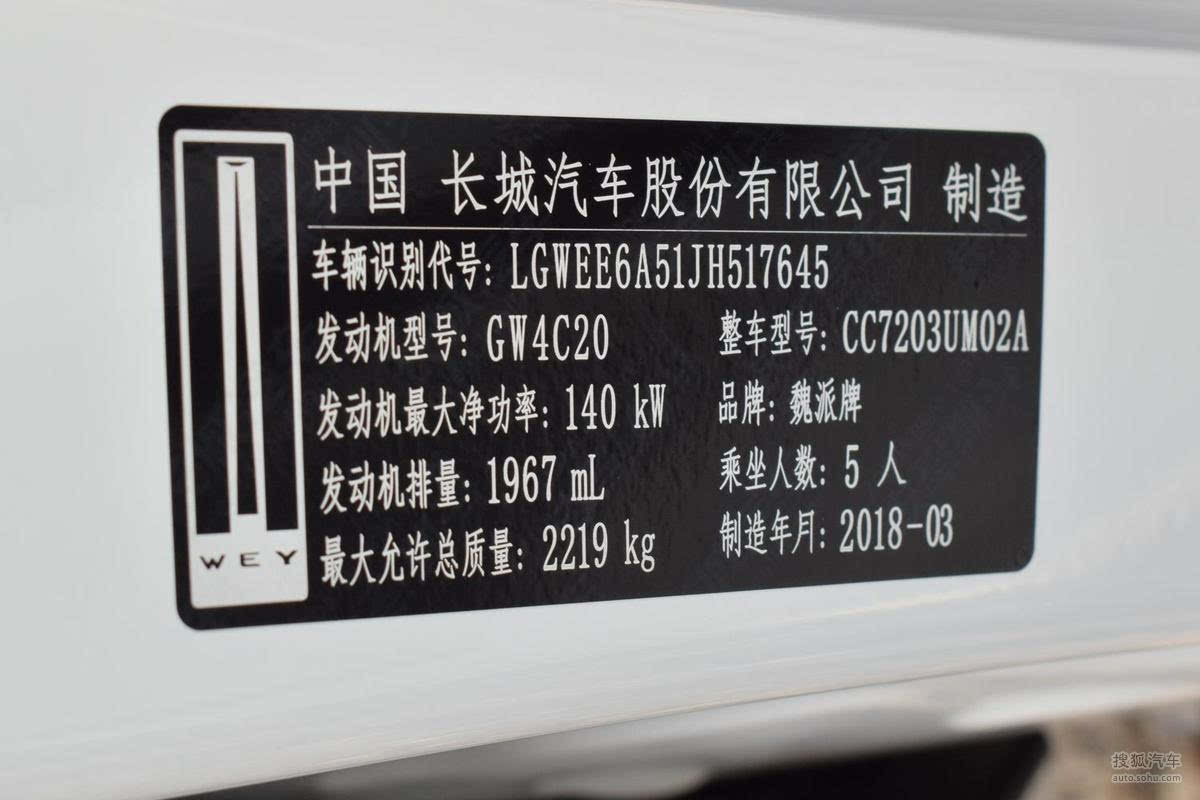 中国 长城汽车股份有限公司 制造
车辆识别代号: LGWEE6A51JH517645
发动机型号: GW4C20 整车型号: CC7203UM02A
发动机最大净功率: 140 kW 品牌: 魏派牌
发动机排量: 1967 mL 乘坐人数: 5 人
最大允许总质量: 2219 kg 制造年月: 2018-03
WEY
搜狐汽车
auto.sohu.com